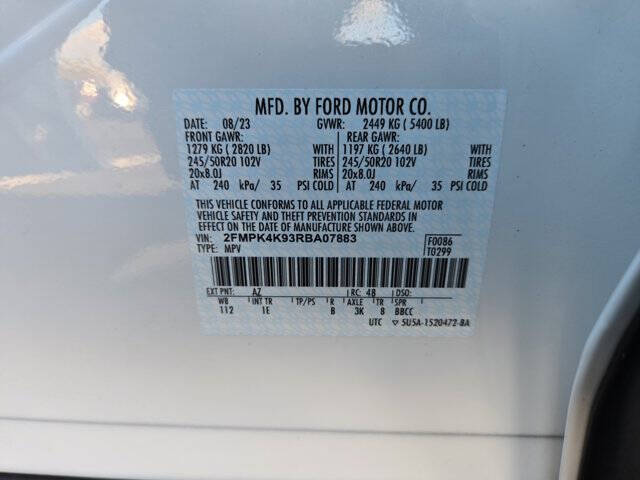 MFD. BY FORD MOTOR CO.
DATE: 08/23 GVWR: 2449 KG ( 5400 LB)
FRONT GAWR: REAR GAWR:
1279 KG ( 2820 LB) WITH 1197 KG ( 2640 LB) WITH
245/50R20 102V TIRES 245/50R20 102V TIRES
20x8.0J RIMS 20x8.0J RIMS
AT 240 kPa/ 35 PSI COLD AT 240 kPa/ 35 PSI COLD
THIS VEHICLE CONFORMS TO ALL APPLICABLE FEDERAL MOTOR
VEHICLE SAFETY AND THEFT PREVENTION STANDARDS IN
EFFECT ON THE DATE OF MANUFACTURE SHOWN ABOVE.
VIN: 2FMPK4K93RBA07883 F0086
TYPE: MPV T0299
EXT PNT: AZ RC: 48 DSO:
WB INT TR TP/PS R AXLE TR SPR
112 1E B 3K 8 BBCC
UTC ▽ 5U5A-1520472-BA